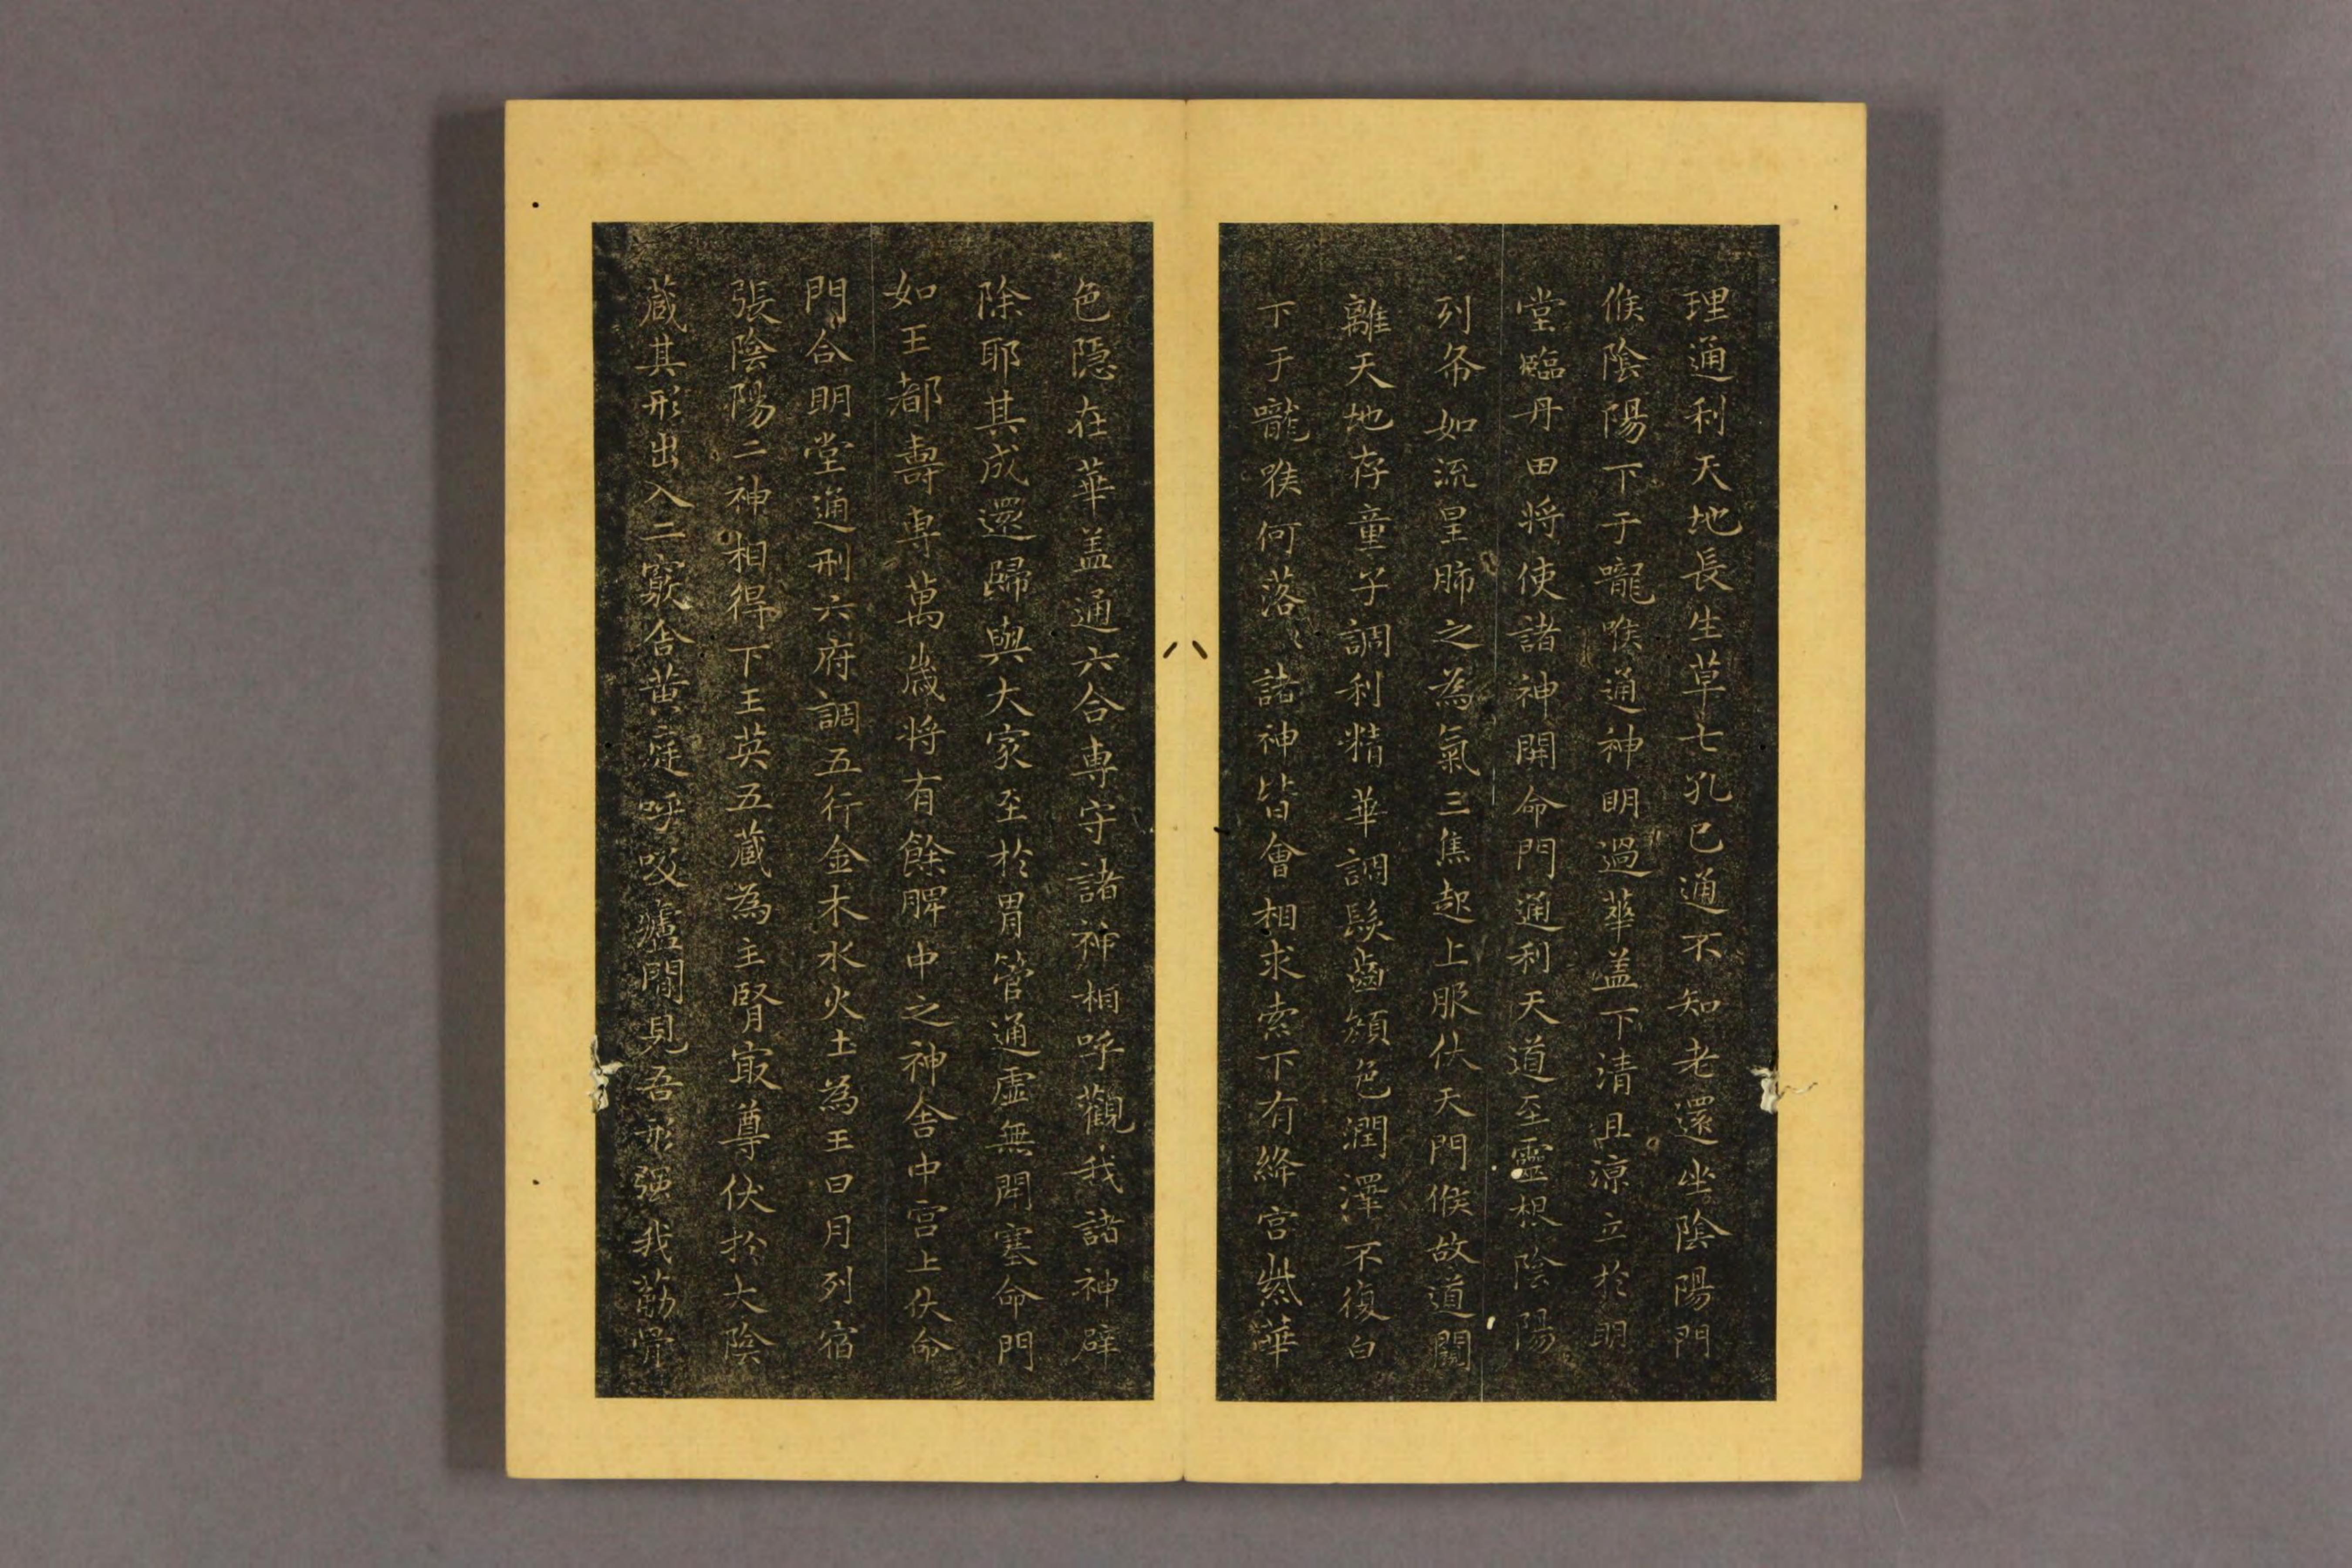 理通利天地長生草七孔已通不知老還坐陰陽門
候陰陽下于嚨喉通神明過華盖下清且涼立於明
堂臨丹田将使諸神開命門通利天道至靈根陰陽
列布如流星肺之為氣三焦起上服伏天門候故道闚
離天地存童子調利精華調髮齒顏色潤澤不復白
下于嚨喉何落〻諸神皆會相求索下有絳宮紫華
色隱在華盖通六合專守諸神相呼觀我諸神辟
除耶其成還歸與大家至於胃管通虛無閉塞命門
如王都壽專萬歲将有餘脾中之神舍中宮上伏命
門合明堂通利六府調五行金木水火土為王日月列宿
張陰陽二神相得下王英五藏為主腎㝡尊伏於大陰
蔵其形出入二竅舍黃庭呼吸廬間見吾形强我筋骨